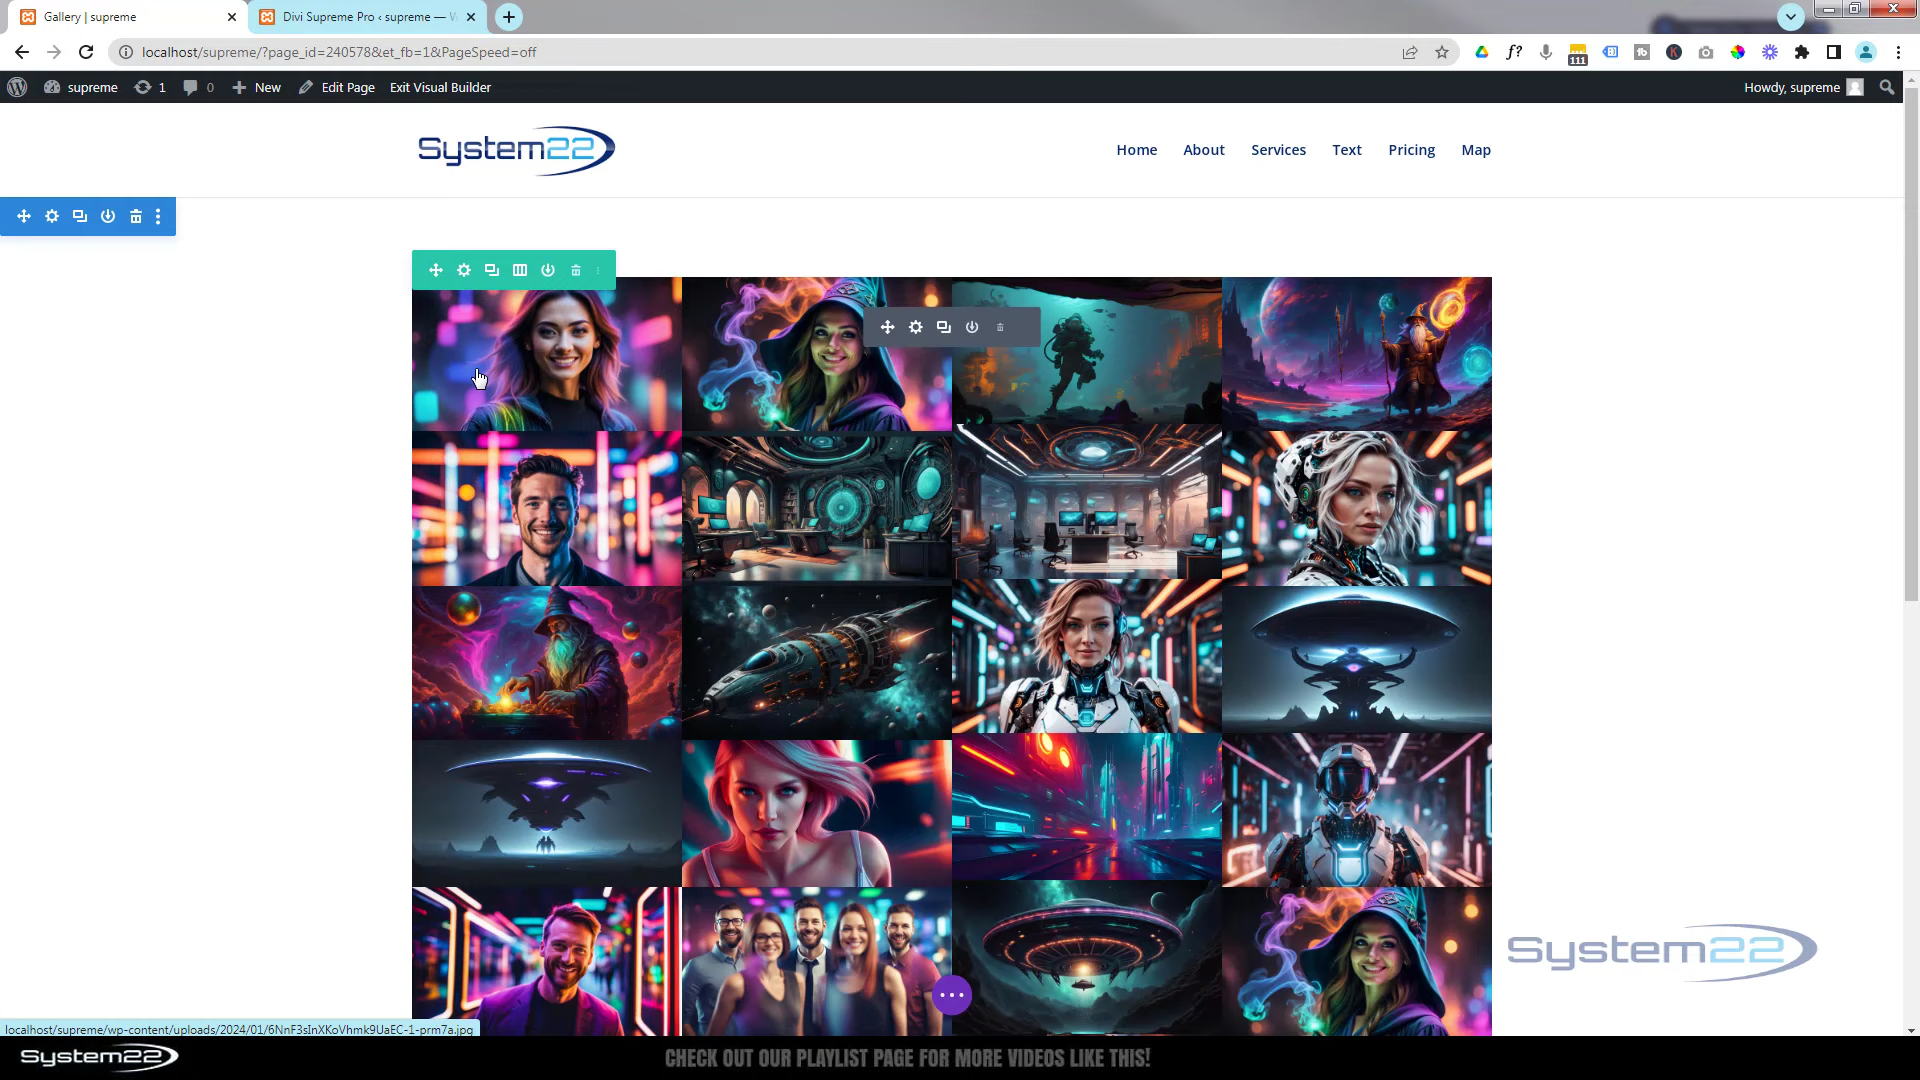 Gallery | supreme
Divi Supreme Pro ‹ supreme — W
localhost/supreme/?page_id=240578&et_fb=1&PageSpeed=off
111
supreme
1
0
New
Edit Page
Exit Visual Builder
Howdy, supreme
System22
Home
About
Services
Text
Pricing
Map
System22
localhost/supreme/wp-content/uploads/2024/01/6NnF3sInXKoVhmk9UaEC-1-prm7a.jpg
System22
CHECK OUT OUR PLAYLIST PAGE FOR MORE VIDEOS LIKE THIS!